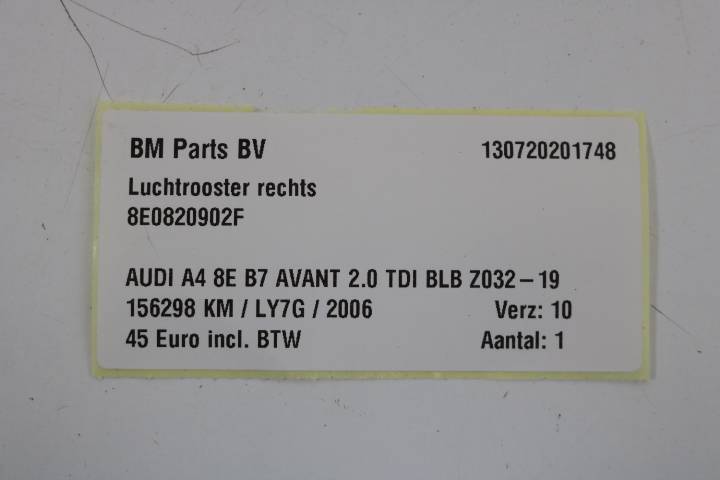 BM Parts BV 130720201748
Luchtrooster rechts
8E0820902F
AUDI A4 8E B7 AVANT 2.0 TDI BLB Z032-19
156298 KM / LY7G / 2006 Verz: 10
45 Euro incl. BTW Aantal: 1